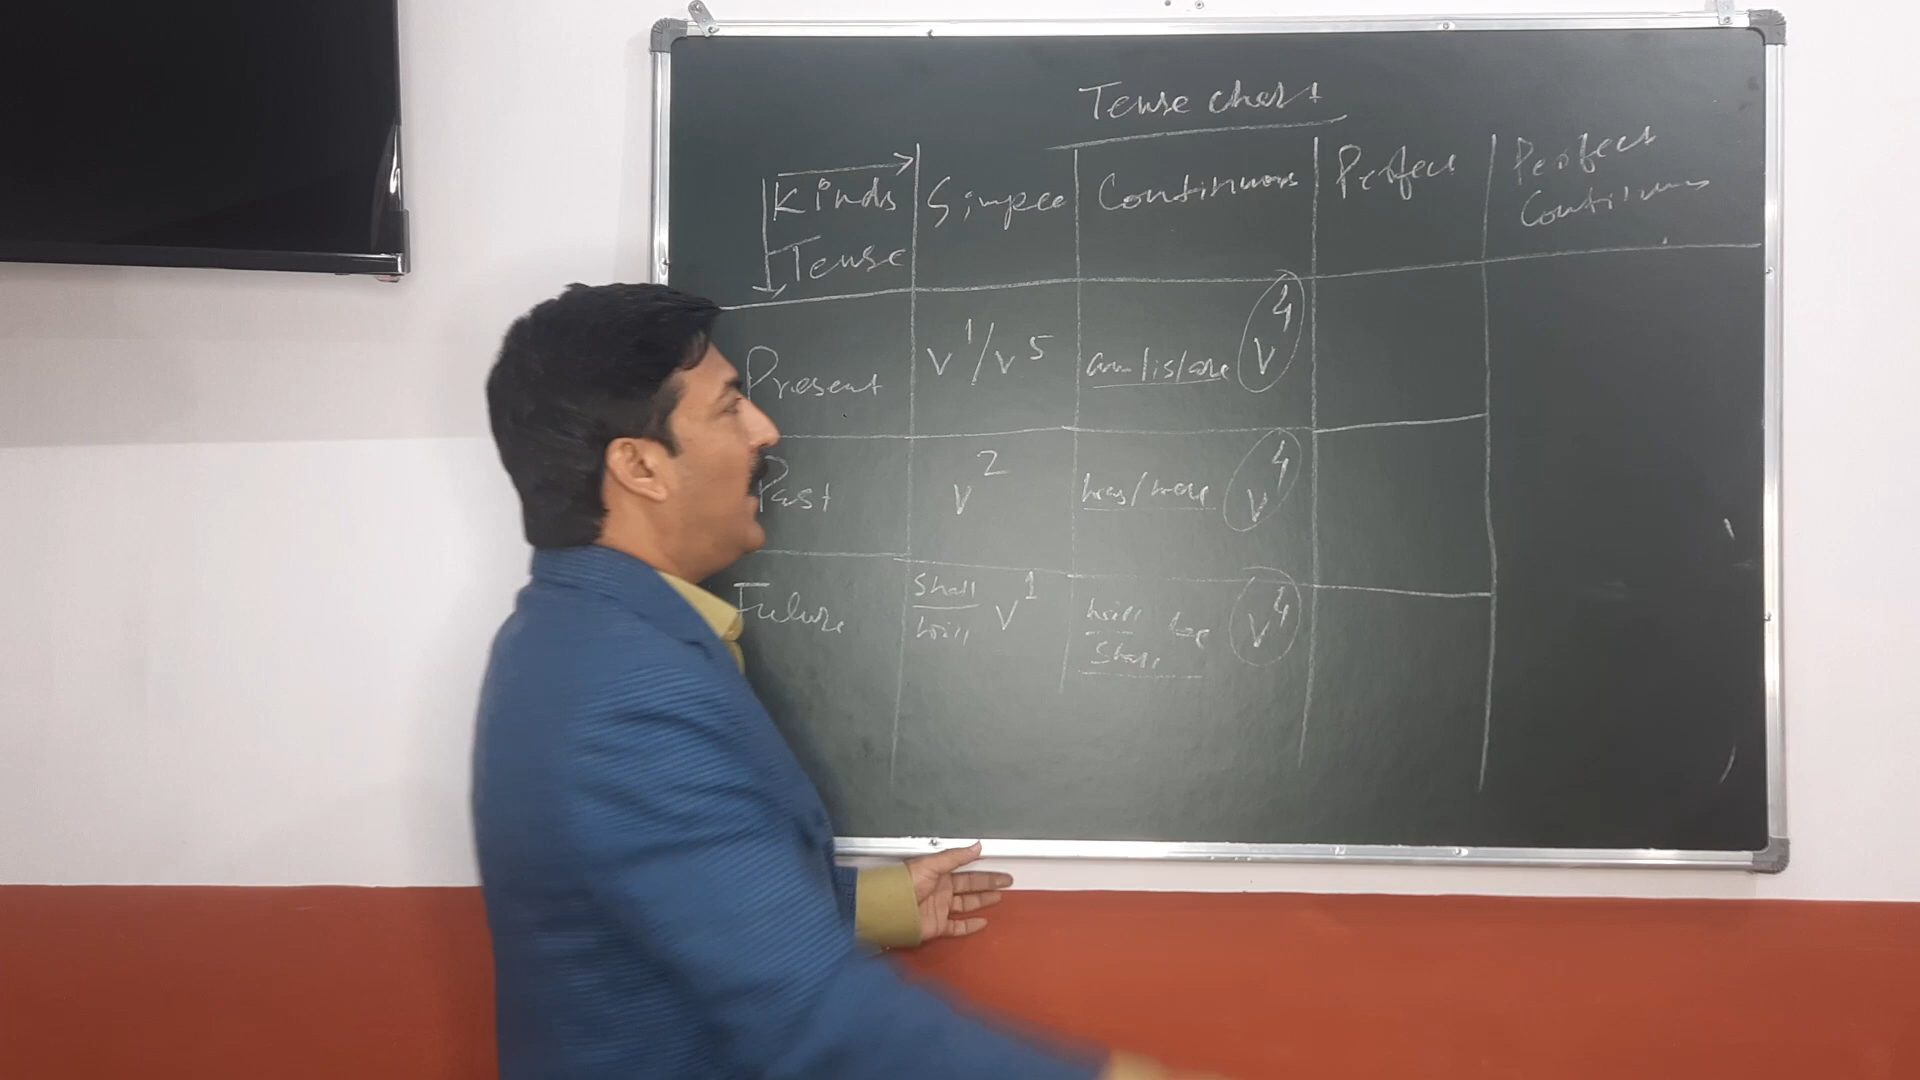 Tense chart
Kinds Simple Continuous Perfect Perfect Continuous
Tense
Present V1/V5 am/is/are V4
Past V2 was/were V4
Future shall/will V1 will/shall be V4